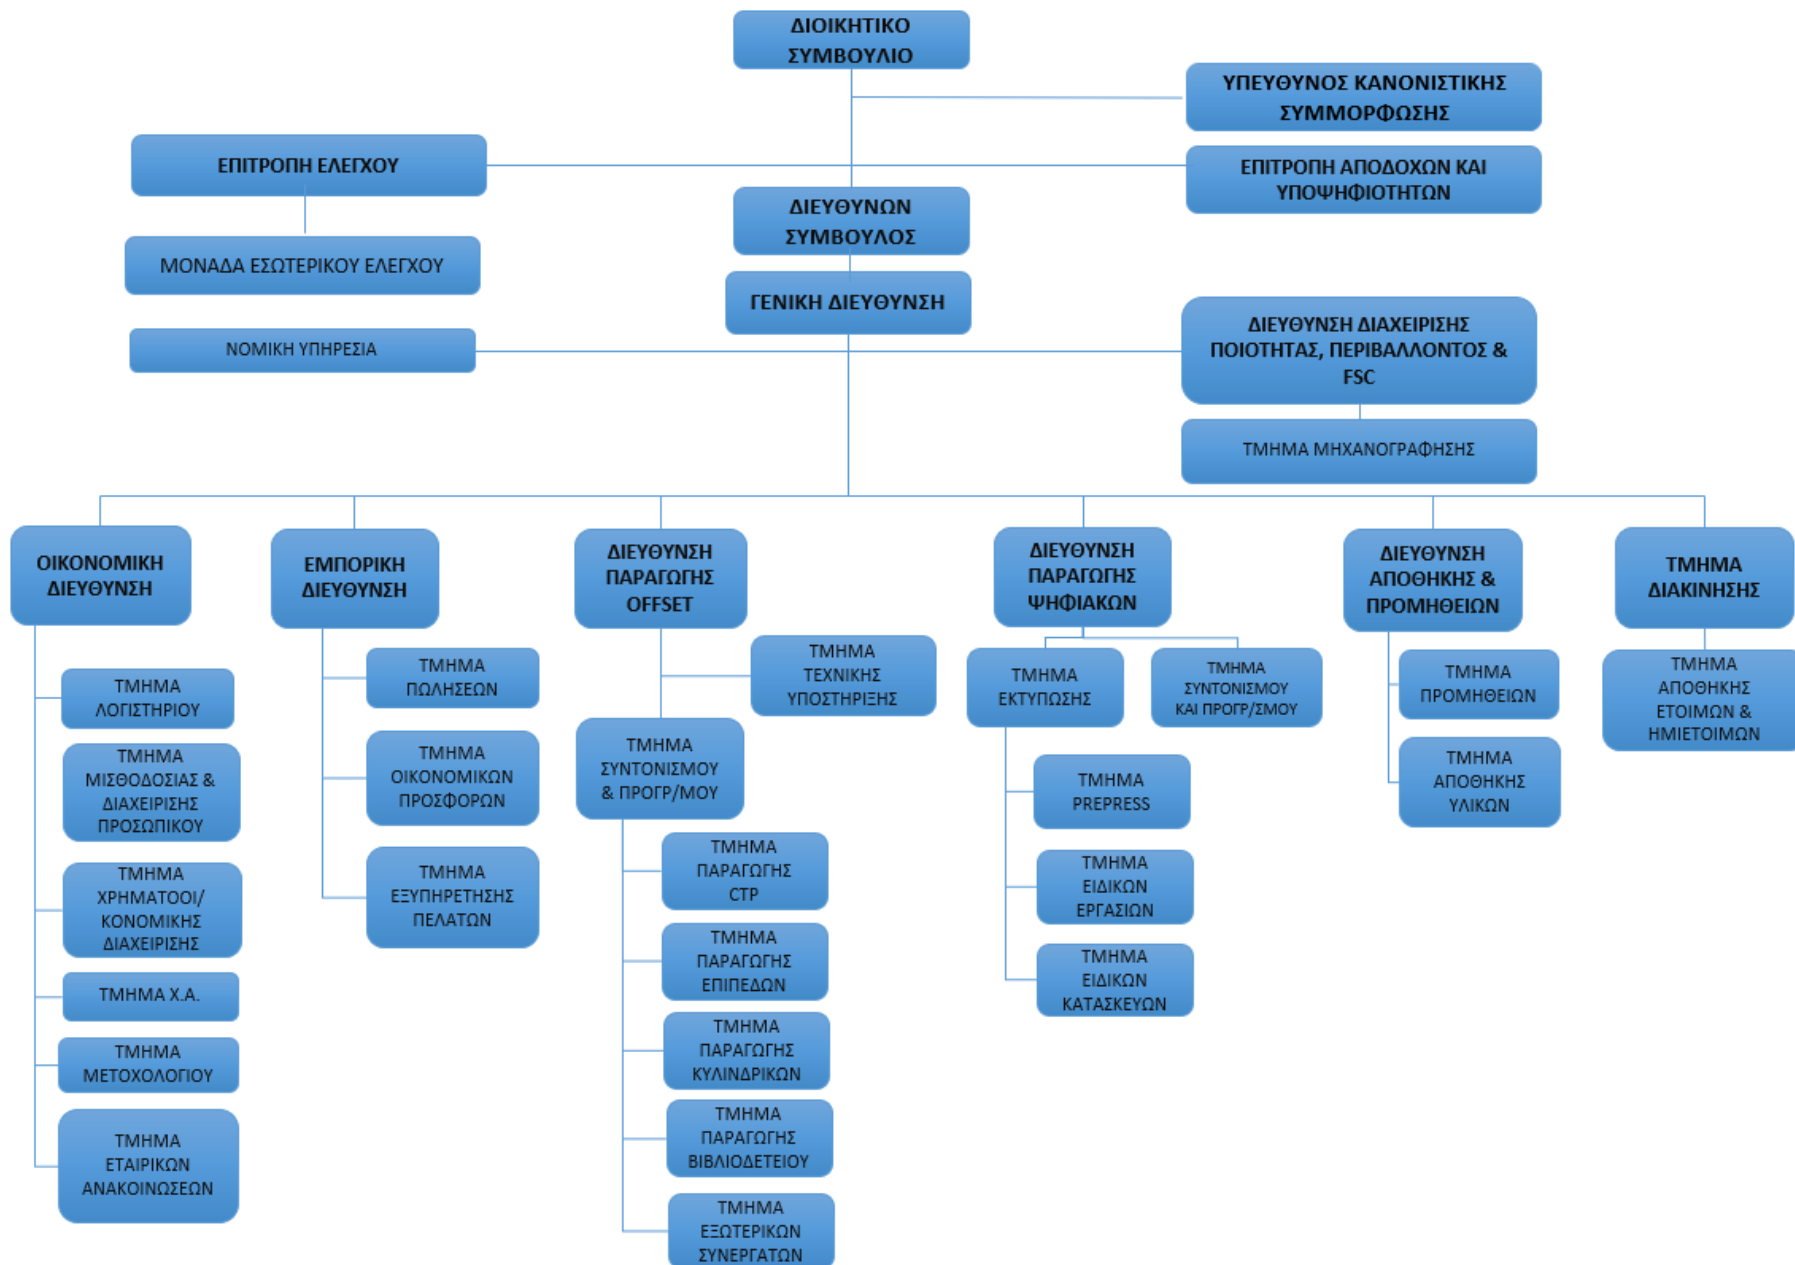 ΔΙΟΙΚΗΤΙΚΟ
ΣΥΜΒΟΥΛΙΟ
ΥΠΕΥΘΥΝΟΣ ΚΑΝΟΝΙΣΤΙΚΗΣ
ΣΥΜΜΟΡΦΩΣΗΣ
ΕΠΙΤΡΟΠΗ ΕΛΕΓΧΟΥ
ΕΠΙΤΡΟΠΗ ΑΠΟΔΟΧΩΝ ΚΑΙ
ΥΠΟΨΗΦΙΟΤΗΤΩΝ
ΔΙΕΥΘΥΝΩΝ
ΣΥΜΒΟΥΛΟΣ
ΜΟΝΑΔΑ ΕΣΩΤΕΡΙΚΟΥ ΕΛΕΓΧΟΥ
ΓΕΝΙΚΗ ΔΙΕΥΘΥΝΣΗ
ΝΟΜΙΚΗ ΥΠΗΡΕΣΙΑ
ΔΙΕΥΘΥΝΣΗ ΔΙΑΧΕΙΡΙΣΗΣ
ΠΟΙΟΤΗΤΑΣ, ΠΕΡΙΒΑΛΛΟΝΤΟΣ &
FSC
ΤΜΗΜΑ ΜΗΧΑΝΟΓΡΑΦΗΣΗΣ
ΟΙΚΟΝΟΜΙΚΗ
ΔΙΕΥΘΥΝΣΗ
ΤΜΗΜΑ
ΛΟΓΙΣΤΗΡΙΟΥ
ΤΜΗΜΑ
ΜΙΣΘΟΔΟΣΙΑΣ &
ΔΙΑΧΕΙΡΙΣΗΣ
ΠΡΟΣΩΠΙΚΟΥ
ΤΜΗΜΑ
ΧΡΗΜΑΤΟΟΙ/
ΚΟΝΟΜΙΚΗΣ
ΔΙΑΧΕΙΡΙΣΗΣ
ΤΜΗΜΑ Χ.Α.
ΤΜΗΜΑ
ΜΕΤΟΧΟΛΟΓΙΟΥ
ΤΜΗΜΑ
ΕΤΑΙΡΙΚΩΝ
ΑΝΑΚΟΙΝΩΣΕΩΝ
ΕΜΠΟΡΙΚΗ
ΔΙΕΥΘΥΝΣΗ
ΤΜΗΜΑ
ΠΩΛΗΣΕΩΝ
ΤΜΗΜΑ
ΟΙΚΟΝΟΜΙΚΩΝ
ΠΡΟΣΦΟΡΩΝ
ΤΜΗΜΑ
ΕΞΥΠΗΡΕΤΗΣΗΣ
ΠΕΛΑΤΩΝ
ΔΙΕΥΘΥΝΣΗ
ΠΑΡΑΓΩΓΗΣ
OFFSET
ΤΜΗΜΑ
ΤΕΧΝΙΚΗΣ
ΥΠΟΣΤΗΡΙΞΗΣ
ΤΜΗΜΑ
ΣΥΝΤΟΝΙΣΜΟΥ
& ΠΡΟΓΡ/ΜΟΥ
ΤΜΗΜΑ
ΠΑΡΑΓΩΓΗΣ
CTP
ΤΜΗΜΑ
ΠΑΡΑΓΩΓΗΣ
ΕΠΙΠΕΔΩΝ
ΤΜΗΜΑ
ΠΑΡΑΓΩΓΗΣ
ΚΥΛΙΝΔΡΙΚΩΝ
ΤΜΗΜΑ
ΠΑΡΑΓΩΓΗΣ
ΒΙΒΛΙΟΔΕΤΕΙΟΥ
ΤΜΗΜΑ
ΕΞΩΤΕΡΙΚΩΝ
ΣΥΝΕΡΓΑΤΩΝ
ΔΙΕΥΘΥΝΣΗ
ΠΑΡΑΓΩΓΗΣ
ΨΗΦΙΑΚΩΝ
ΤΜΗΜΑ
ΕΚΤΥΠΩΣΗΣ
ΤΜΗΜΑ
ΣΥΝΤΟΝΙΣΜΟΥ
ΚΑΙ ΠΡΟΓΡ/ΣΜΟΥ
ΤΜΗΜΑ
PREPRESS
ΤΜΗΜΑ
ΕΙΔΙΚΩΝ
ΕΡΓΑΣΙΩΝ
ΤΜΗΜΑ
ΕΙΔΙΚΩΝ
ΚΑΤΑΣΚΕΥΩΝ
ΔΙΕΥΘΥΝΣΗ
ΑΠΟΘΗΚΗΣ &
ΠΡΟΜΗΘΕΙΩΝ
ΤΜΗΜΑ
ΠΡΟΜΗΘΕΙΩΝ
ΤΜΗΜΑ
ΑΠΟΘΗΚΗΣ
ΥΛΙΚΩΝ
ΤΜΗΜΑ
ΔΙΑΚΙΝΗΣΗΣ
ΤΜΗΜΑ
ΑΠΟΘΗΚΗΣ
ΕΤΟΙΜΩΝ &
ΗΜΙΕΤΟΙΜΩΝ